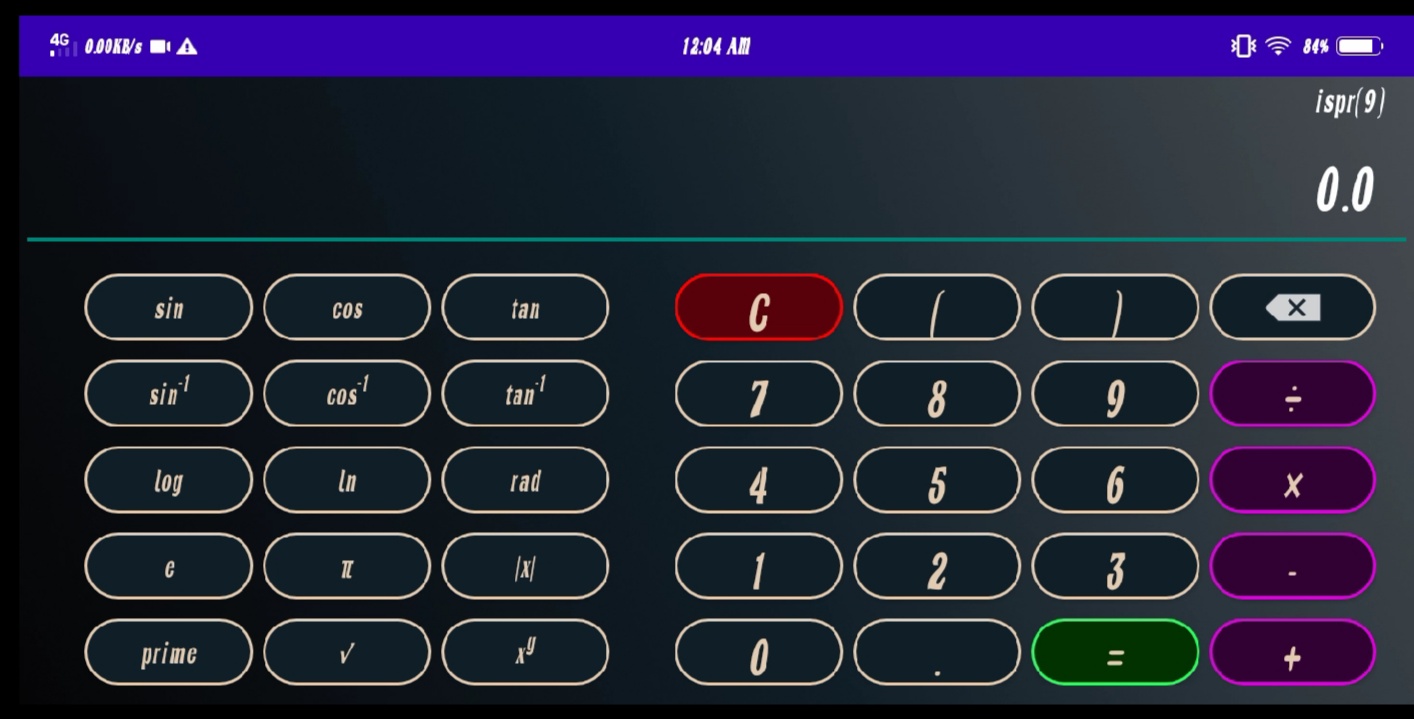 4G 0.00KB/s 12:04 AM 84%
ispr(9)
0.0
sin cos tan C ( )
sin⁻¹ cos⁻¹ tan⁻¹ 7 8 9 ÷
log ln rad 4 5 6 ×
e π |x| 1 2 3 -
prime √ xʸ 0 . = +